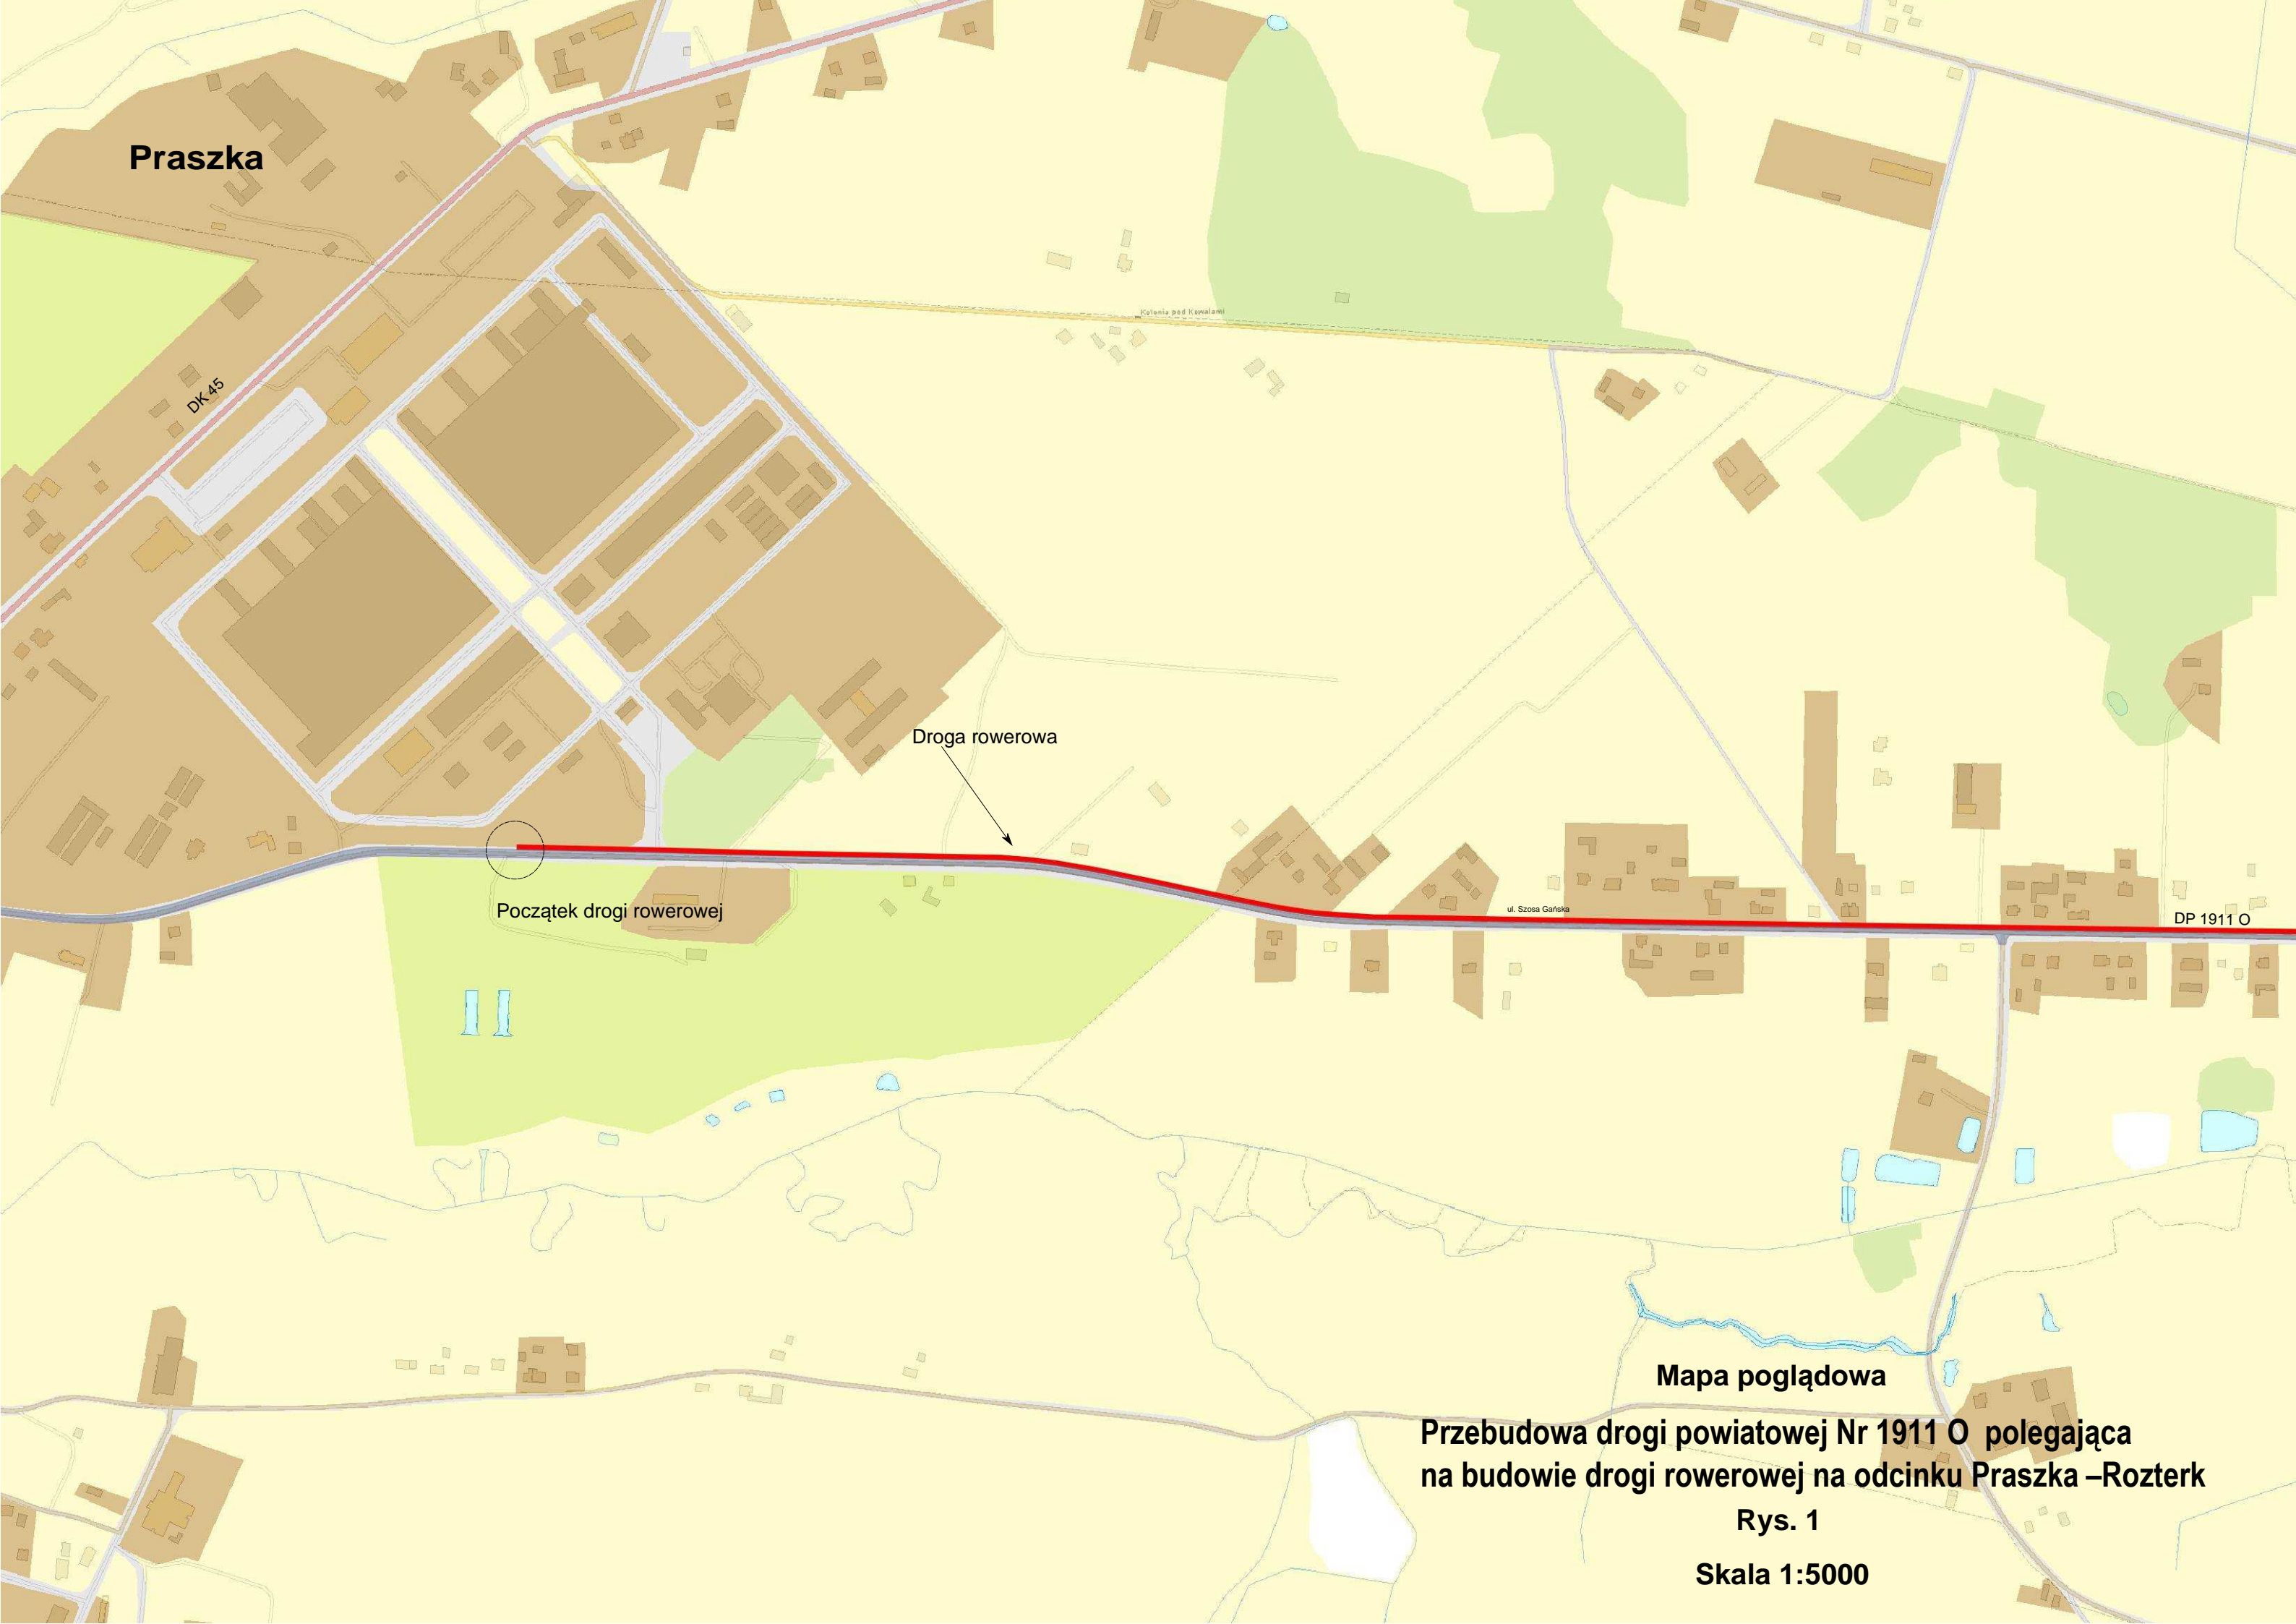 Praszka
Kolonia pod Kowalami
DK 45
Droga rowerowa
Początek drogi rowerowej
ul. Szosa Gańska
DP 1911 O
Mapa poglądowa
Przebudowa drogi powiatowej Nr 1911 O polegająca
na budowie drogi rowerowej na odcinku Praszka –Rozterk
Rys. 1
Skala 1:5000